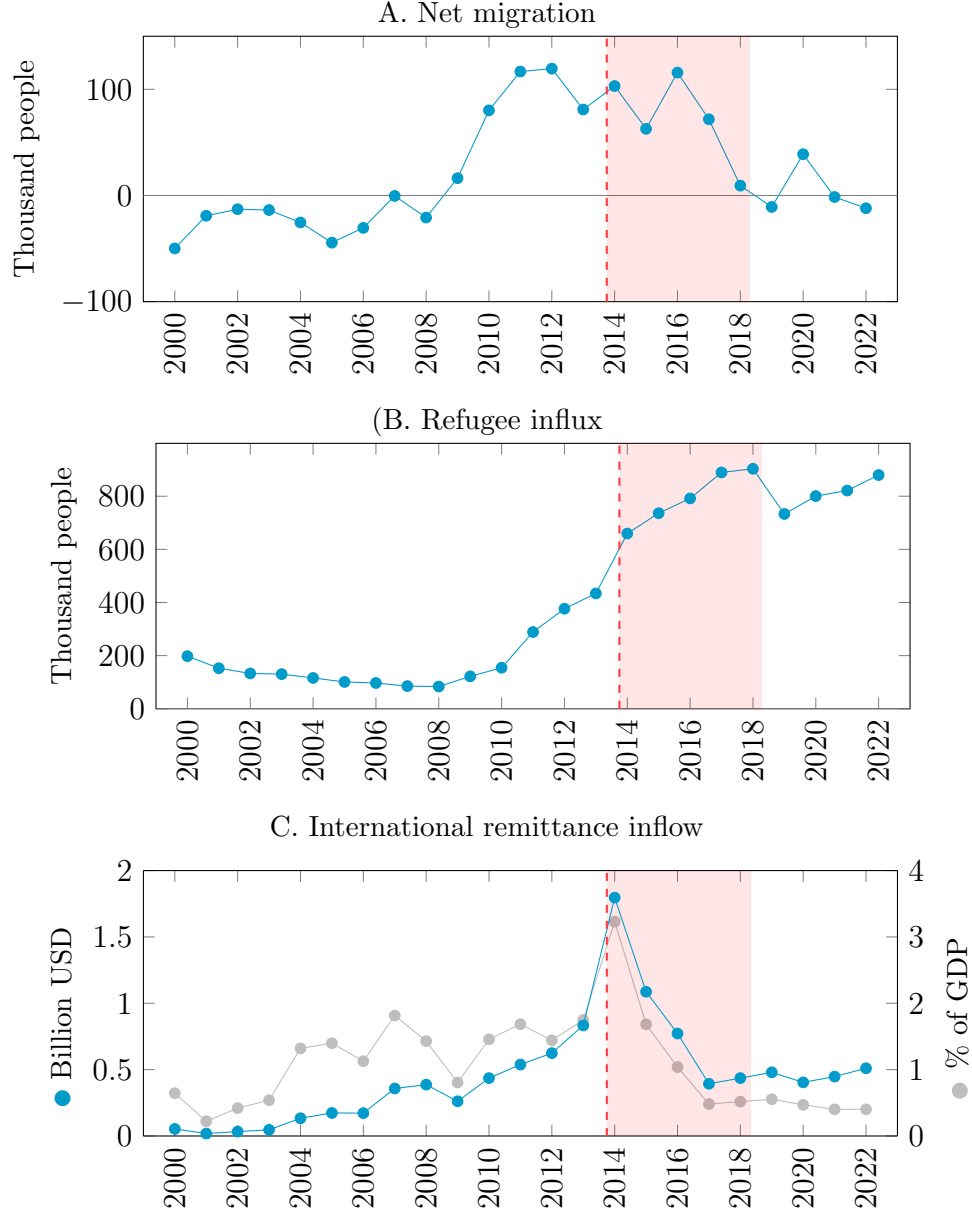 A. Net migration
Thousand people
100
0
−100
2000 2002 2004 2006 2008 2010 2012 2014 2016 2018 2020 2022
(B. Refugee influx
Thousand people
800
600
400
200
0
2000 2002 2004 2006 2008 2010 2012 2014 2016 2018 2020 2022
C. International remittance inflow
Billion USD
2
1.5
1
0.5
0
4
3
2
1
0
% of GDP
2000 2002 2004 2006 2008 2010 2012 2014 2016 2018 2020 2022